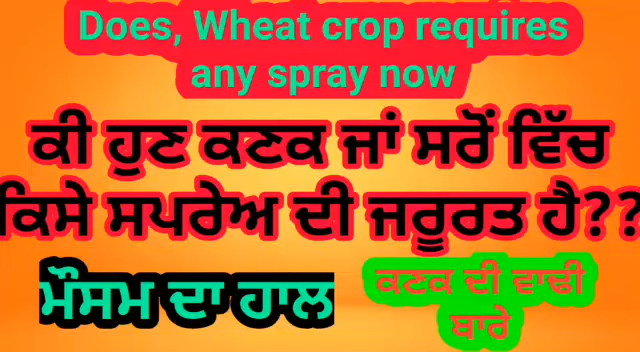 Does, Wheat crop requires
any spray now
ਕੀ ਹੁਣ ਕਣਕ ਜਾਂ ਸਰੋਂ ਵਿੱਚ
ਕਿਸੇ ਸਪਰੇਅ ਦੀ ਜਰੂਰਤ ਹੈ??
ਮੌਸਮ ਦਾ ਹਾਲ
ਕਣਕ ਦੀ ਵਾਢੀ
ਬਾਰੇ